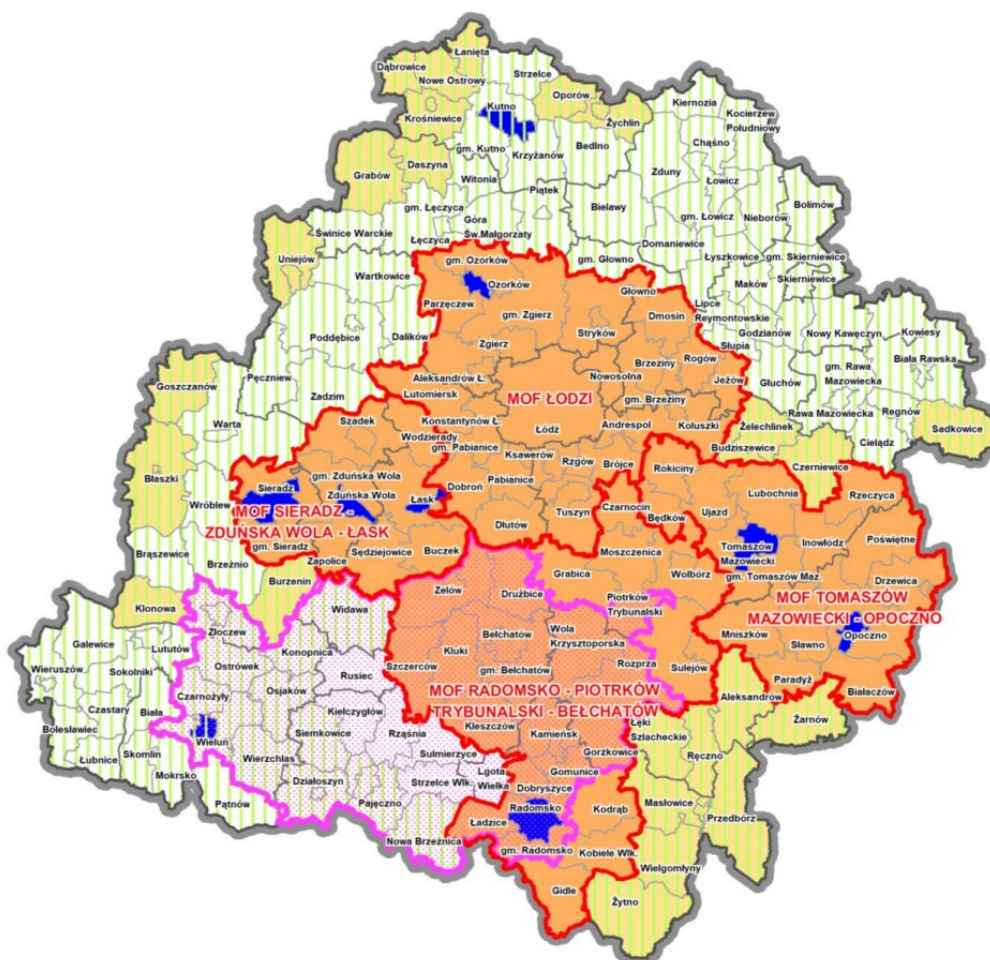 Łanięta
Dąbrowice
Nowe Ostrowy
Strzelce
Oporów
Kutno
Krośniewice
Żychlin
Kiernozia
Kocierzew
Południowy
Chąśno
gm. Kutno
Krzyżanów
Bedlno
Daszyna
Grabów
Witonia
Zduny
Łowicz
Piątek
Bielawy
gm. Łęczyca
gm. Łowicz
Nieborów
Bolimów
Góra
Św.Małgorzaty
Świnice Warckie
Łęczyca
Domaniewice
Uniejów
gm. Ozorków
gm. Głowno
Łyszkowice
gm. Skierniewice
Wartkowice
Ozorków
Głowno
Maków
Skierniewice
Parzęczew
gm. Zgierz
Dmosin
Lipce
Reymontowskie
Godzianów
Nowy Kawęczyn
Kowiesy
Poddębice
Dalików
Zgierz
Stryków
Słupia
Biała Rawska
Brzeziny
Rogów
gm. Rawa
Mazowiecka
Goszczanów
Pęczniew
Aleksandrów Ł.
Nowosolna
Jeżów
Głuchów
Zadzim
Lutomiersk
MOF ŁODZI
gm. Brzeziny
Rawa Mazowiecka
Regnów
Żelechlinek
Sadkowice
Warta
Szadek
Konstantynów Ł.
Łódź
Andrespol
Koluszki
Cielądz
Wodzierady
gm. Pabianice
Budziszewice
Ksawerów
Rzgów
Brójce
Czerniewice
Błaszki
gm. Zduńska Wola
Rokiciny
Sieradz
Zduńska Wola
Łask
Dobroń
Pabianice
Lubochnia
Rzeczyca
Wróblew
MOF SIERADZ -
ZDUŃSKA WOLA - ŁASK
Tuszyn
Czarnocin
Ujazd
Dłutów
Będków
Inowłódz
Poświętne
Brąszewice
gm. Sieradz
Sędziejowice
Buczek
Moszczenica
Tomaszów
Mazowiecki
Brzeźnio
Zapolice
Grabica
Wolbórz
gm. Tomaszów Maz.
Drzewica
Burzenin
Zelów
Drużbice
Piotrków
Trybunalski
MOF TOMASZÓW
MAZOWIECKI - OPOCZNO
Klonowa
Widawa
Złoczew
Bełchatów
Wola
Krzysztoporska
Mniszków
Opoczno
Galewice
Lututów
Konopnica
Kluki
Sławno
Wieruszów
Sokolniki
Ostrówek
Rusiec
Szczerców
gm. Bełchatów
Rozprza
Sulejów
Paradyż
Czarnożyły
Osjaków
MOF RADOMSKO - PIOTRKÓW
TRYBUNALSKI - BEŁCHATÓW
Aleksandrów
Białaczów
Czastary
Biała
Kiełczygłów
Żarnów
Bolesławiec
Siemkowice
Rząśnia
Kleszczów
Kamieńsk
Łęki
Szlacheckie
Wieluń
Łubnice
Skomlin
Wierzchlas
Sulmierzyce
Gorzkowice
Ręczno
Mokrsko
Działoszyn
Strzelce Wlk.
Lgota
Wielka
Gomunice
Dobryszyce
Pątnów
Pajęczno
Radomsko
Kodrąb
Masłowice
Przedbórz
Ładzice
Nowa Brzeźnica
gm. Radomsko
Kobiele Wlk.
Wielgomłyny
Gidle
Żytno